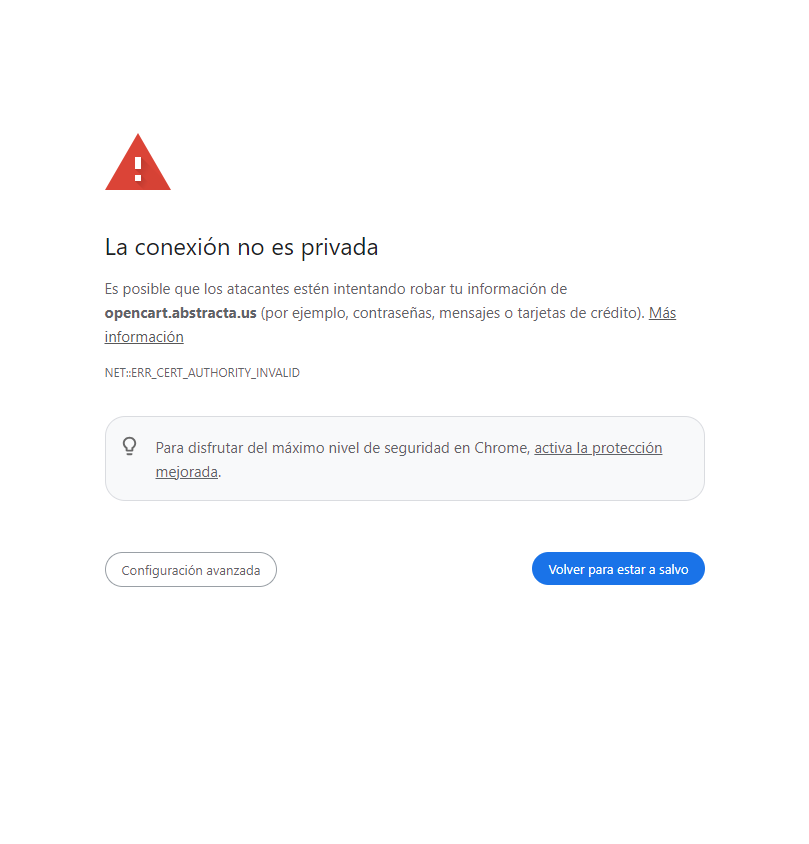 La conexión no es privada
Es posible que los atacantes estén intentando robar tu información de
opencart.abstracta.us (por ejemplo, contraseñas, mensajes o tarjetas de crédito). Más
información
NET::ERR_CERT_AUTHORITY_INVALID
Para disfrutar del máximo nivel de seguridad en Chrome, activa la protección
mejorada.
Configuración avanzada
Volver para estar a salvo